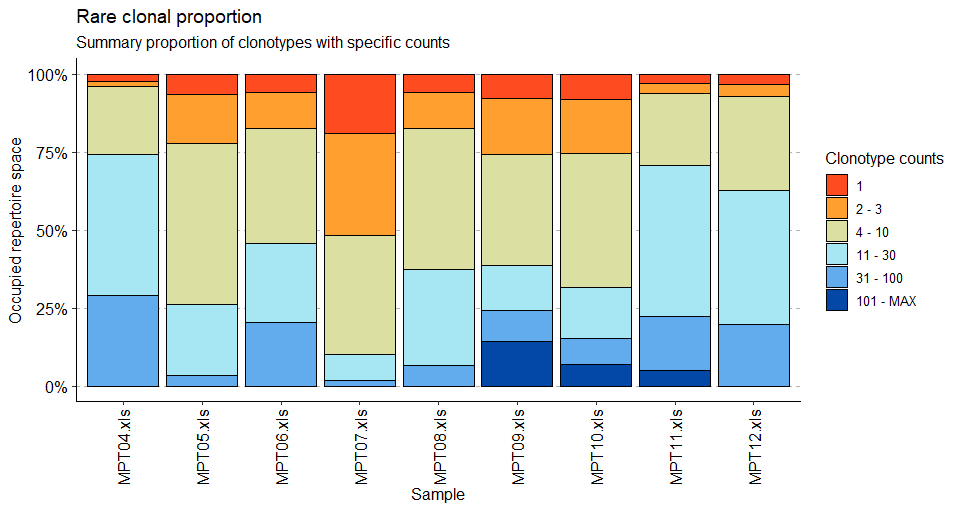 Rare clonal proportion
Summary proportion of clonotypes with specific counts
Occupied repertoire space
100%
75%
50%
25%
0%
MPT04.xls
MPT05.xls
MPT06.xls
MPT07.xls
MPT08.xls
MPT09.xls
MPT10.xls
MPT11.xls
MPT12.xls
Sample
Clonotype counts
1
2 - 3
4 - 10
11 - 30
31 - 100
101 - MAX